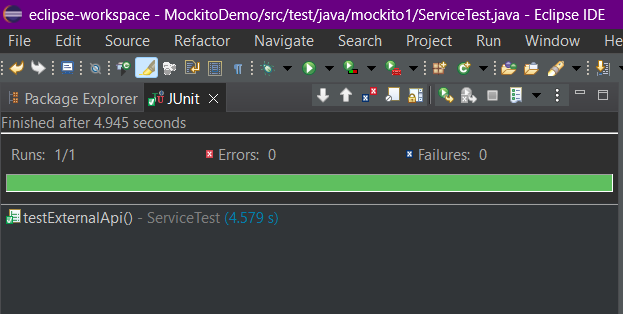 eclipse-workspace - MockitoDemo/src/test/java/mockito1/ServiceTest.java - Eclipse IDE
File Edit Source Refactor Navigate Search Project Run Window He
Package Explorer JUnit
Finished after 4.945 seconds
Runs: 1/1 Errors: 0 Failures: 0
testExternalApi() - ServiceTest (4.579 s)